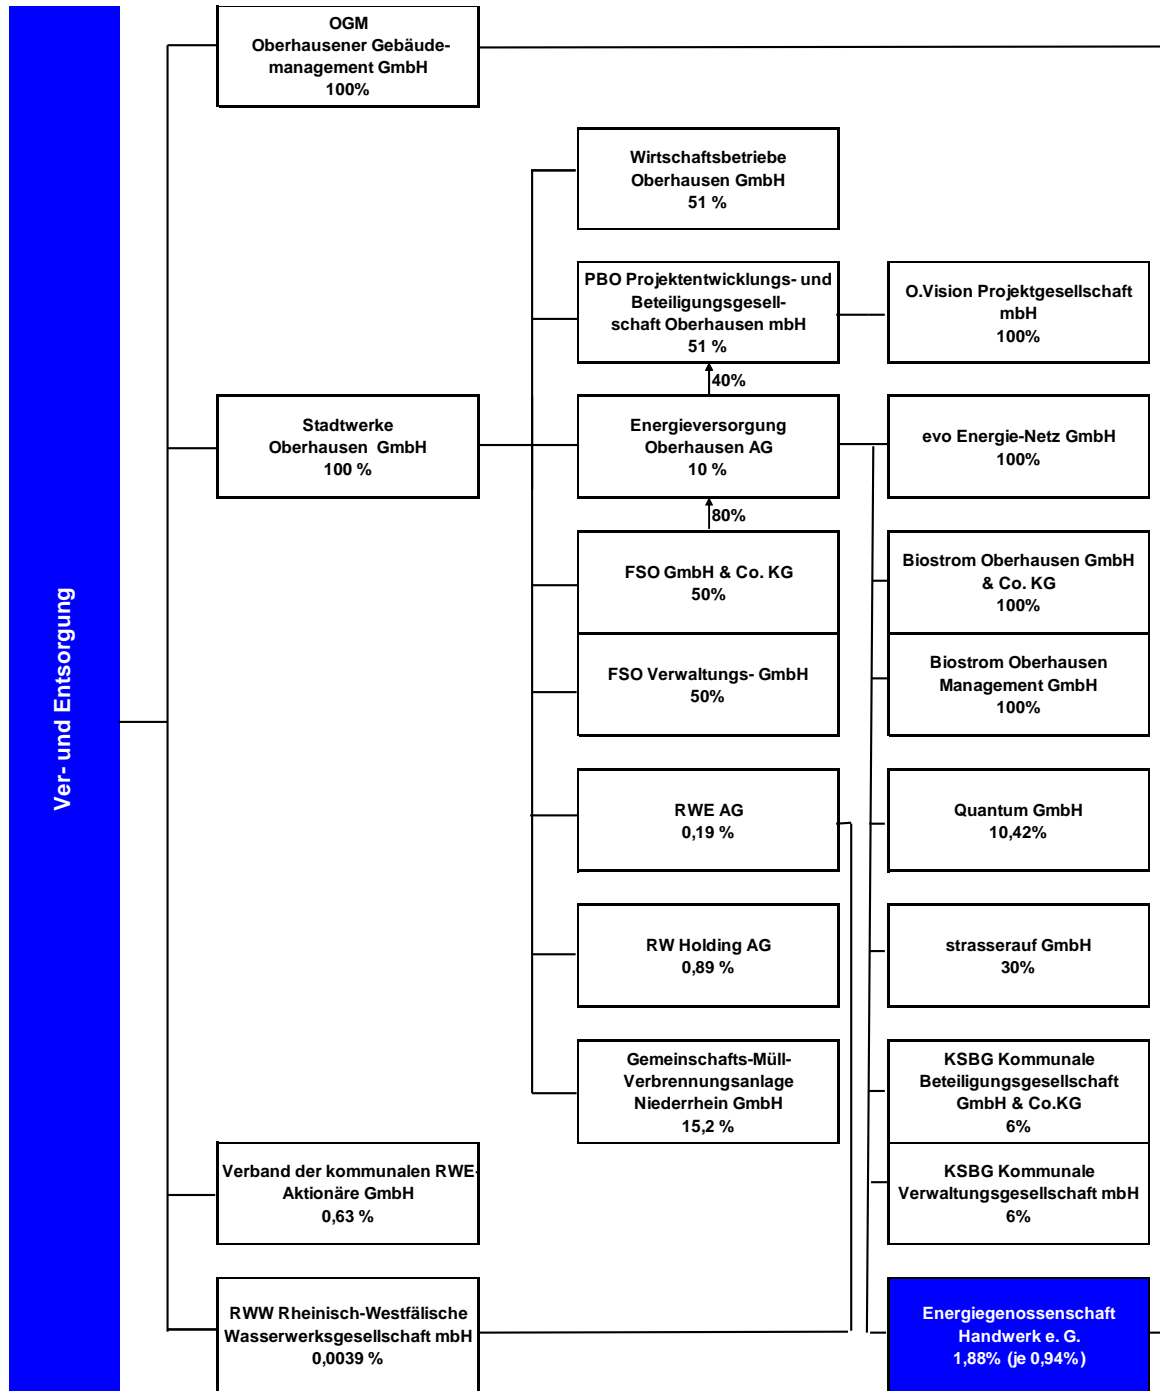 Ver- und Entsorgung
OGM
Oberhausener Gebäude-
management GmbH
100%
Stadtwerke
Oberhausen GmbH
100 %
Verband der kommunalen RWE-
Aktionäre GmbH
0,63 %
RWW Rheinisch-Westfälische
Wasserwerksgesellschaft mbH
0,0039 %
Wirtschaftsbetriebe
Oberhausen GmbH
51 %
PBO Projektentwicklungs- und
Beteiligungsgesell-
schaft Oberhausen mbH
51 %
40%
Energieversorgung
Oberhausen AG
10 %
80%
FSO GmbH & Co. KG
50%
FSO Verwaltungs- GmbH
50%
RWE AG
0,19 %
RW Holding AG
0,89 %
Gemeinschafts-Müll-
Verbrennungsanlage
Niederrhein GmbH
15,2 %
O.Vision Projektgesellschaft
mbH
100%
evo Energie-Netz GmbH
100%
Biostrom Oberhausen GmbH
& Co. KG
100%
Biostrom Oberhausen
Management GmbH
100%
Quantum GmbH
10,42%
strasserauf GmbH
30%
KSBG Kommunale
Beteiligungsgesellschaft
GmbH & Co.KG
6%
KSBG Kommunale
Verwaltungsgesellschaft mbH
6%
Energiegenossenschaft
Handwerk e. G.
1,88% (je 0,94%)